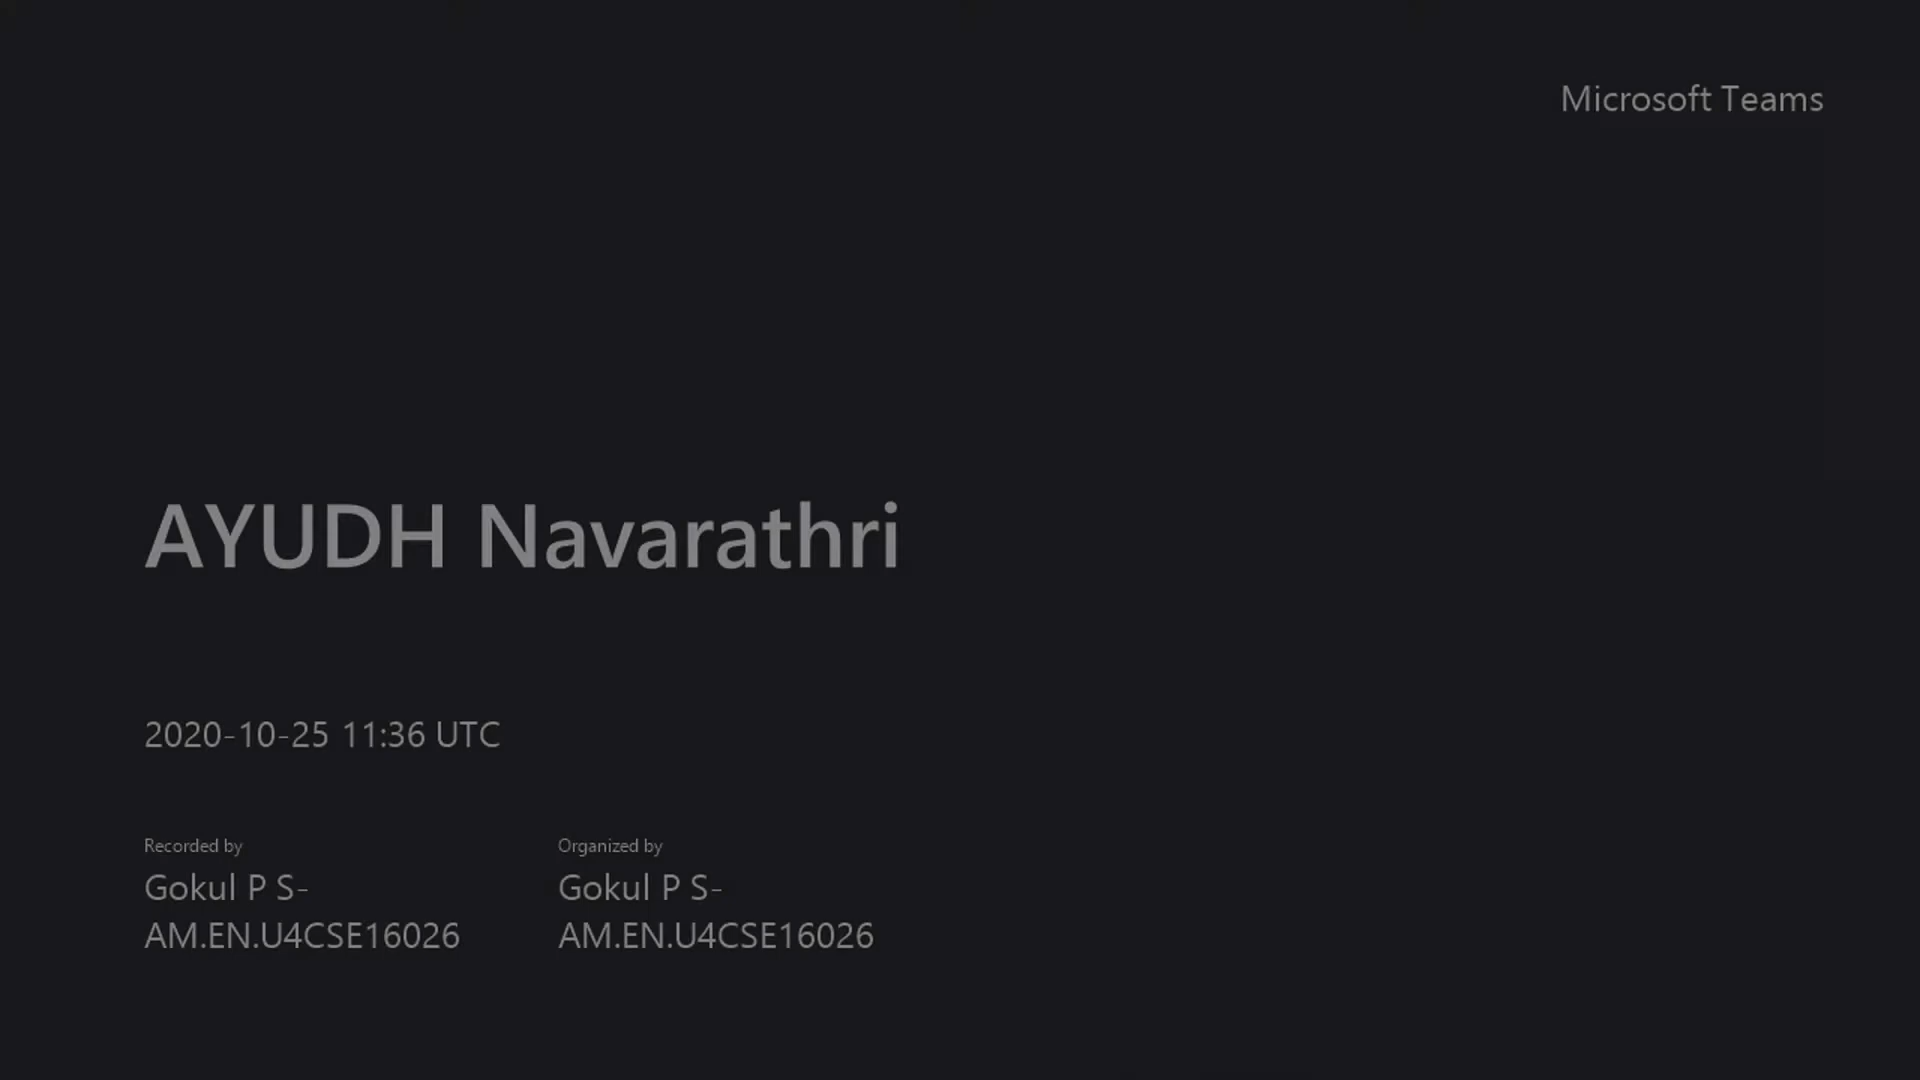 Microsoft Teams
AYUDH Navarathri
2020-10-25 11:36 UTC
Recorded by
Gokul P S-
AM.EN.U4CSE16026
Organized by
Gokul P S-
AM.EN.U4CSE16026